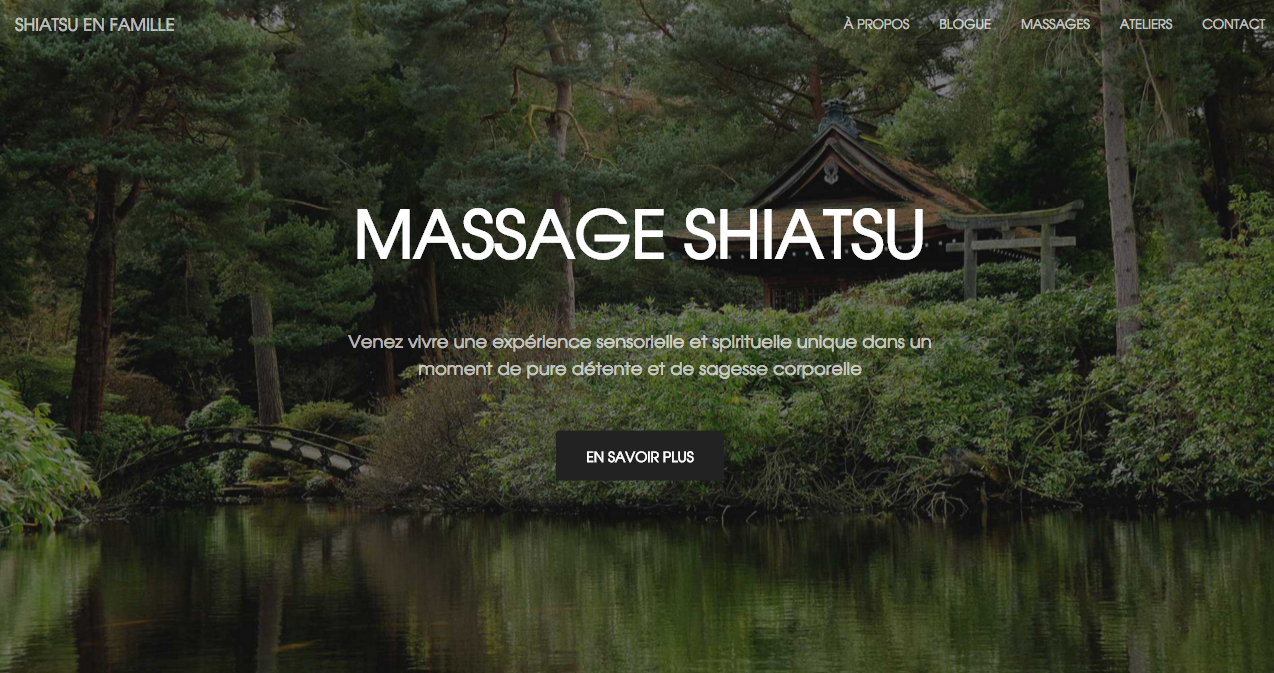 SHIATSU EN FAMILLE
À PROPOS BLOGUE MASSAGES ATELIERS CONTACT
MASSAGE SHIATSU
Venez vivre une expérience sensorielle et spirituelle unique dans un
moment de pure détente et de sagesse corporelle
EN SAVOIR PLUS